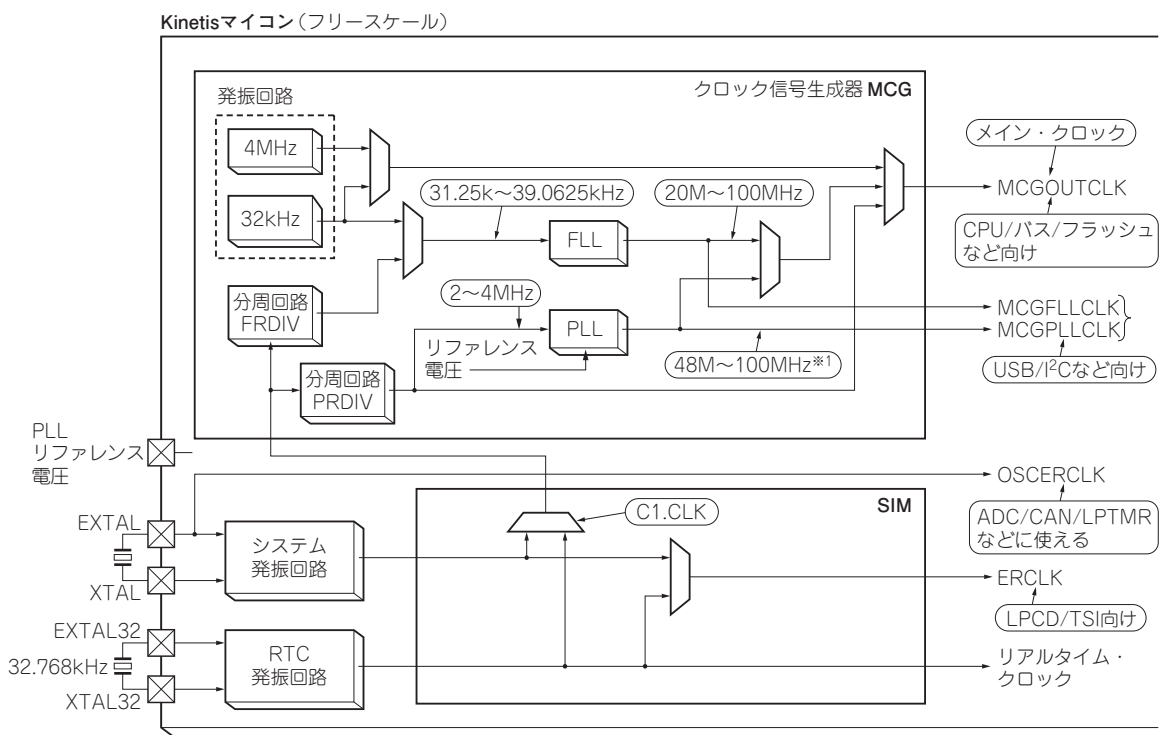 Kinetisマイコン（フリースケール）
クロック信号生成器 MCG
発振回路
4MHz
32kHz
31.25k～39.0625kHz
20M～100MHz
FLL
メイン・クロック
MCGOUTCLK
CPU/バス/フラッシュ
など向け
分周回路
FRDIV
2～4MHz
リファレンス
電圧
PLL
48M～100MHz※1
MCGFLLCLK
MCGPLLCLK
USB/I²Cなど向け
分周回路
PRDIV
PLL
リファレンス
電圧
OSCERCLK
ADC/CAN/LPTMR
などに使える
SIM
C1.CLK
EXTAL
XTAL
システム
発振回路
ERCLK
LPCD/TSI向け
EXTAL32
32.768kHz
XTAL32
RTC
発振回路
リアルタイム・
クロック